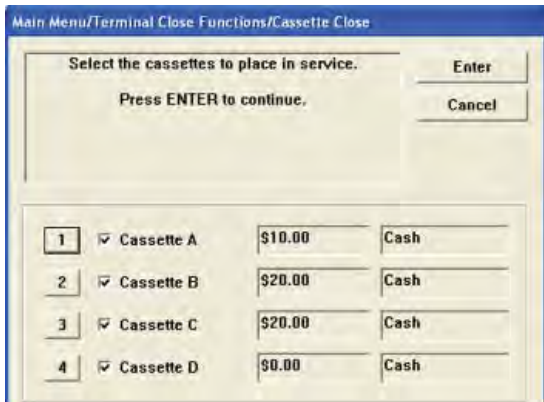 Main Menu/Terminal Close Functions/Cassette Close
Select the cassettes to place in service.
Press ENTER to continue.
Enter
Cancel
1 Cassette A $10.00 Cash
2 Cassette B $20.00 Cash
3 Cassette C $20.00 Cash
4 Cassette D $0.00 Cash